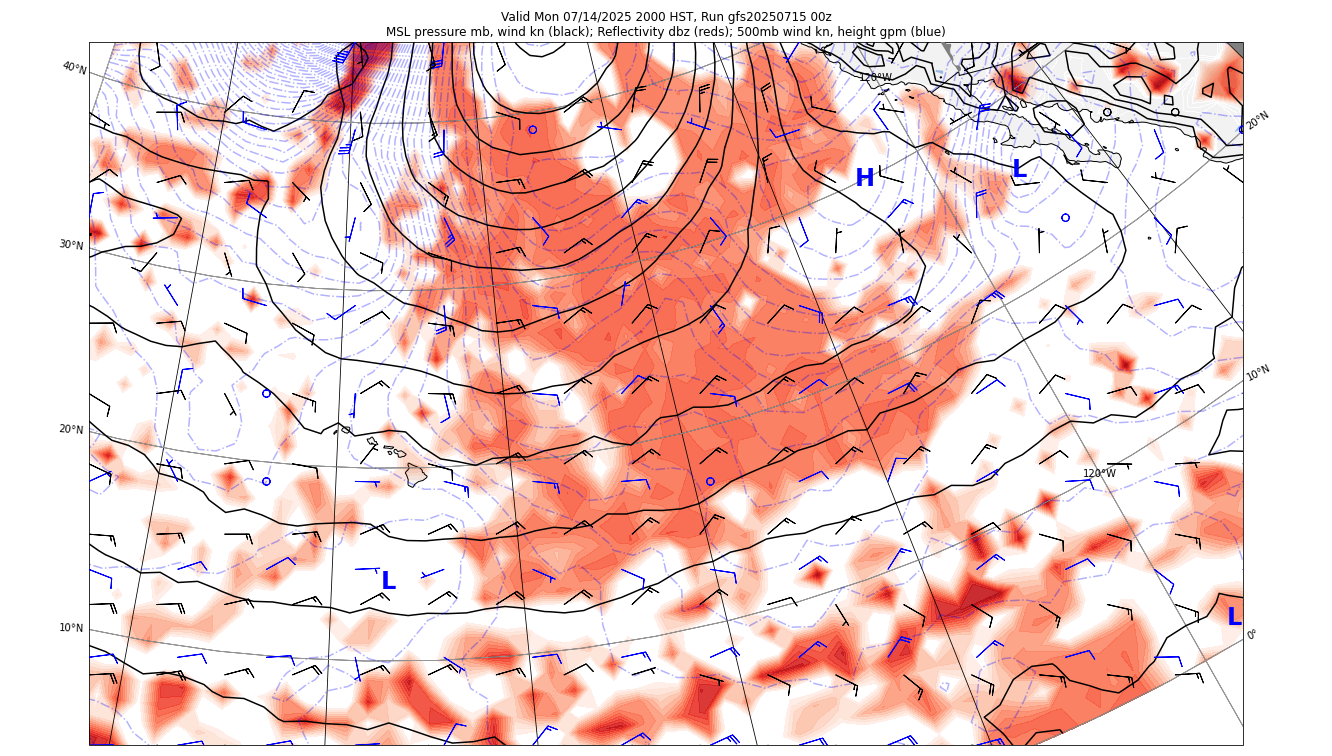 Valid Mon 07/14/2025 2000 HST, Run gfs20250715 00z
MSL pressure mb, wind kn (black); Reflectivity dbz (reds); 500mb wind kn, height gpm (blue)
40°N
120°W
20°N
L
H
30°N
10°N
20°N
120°W
L
L
10°N
0°